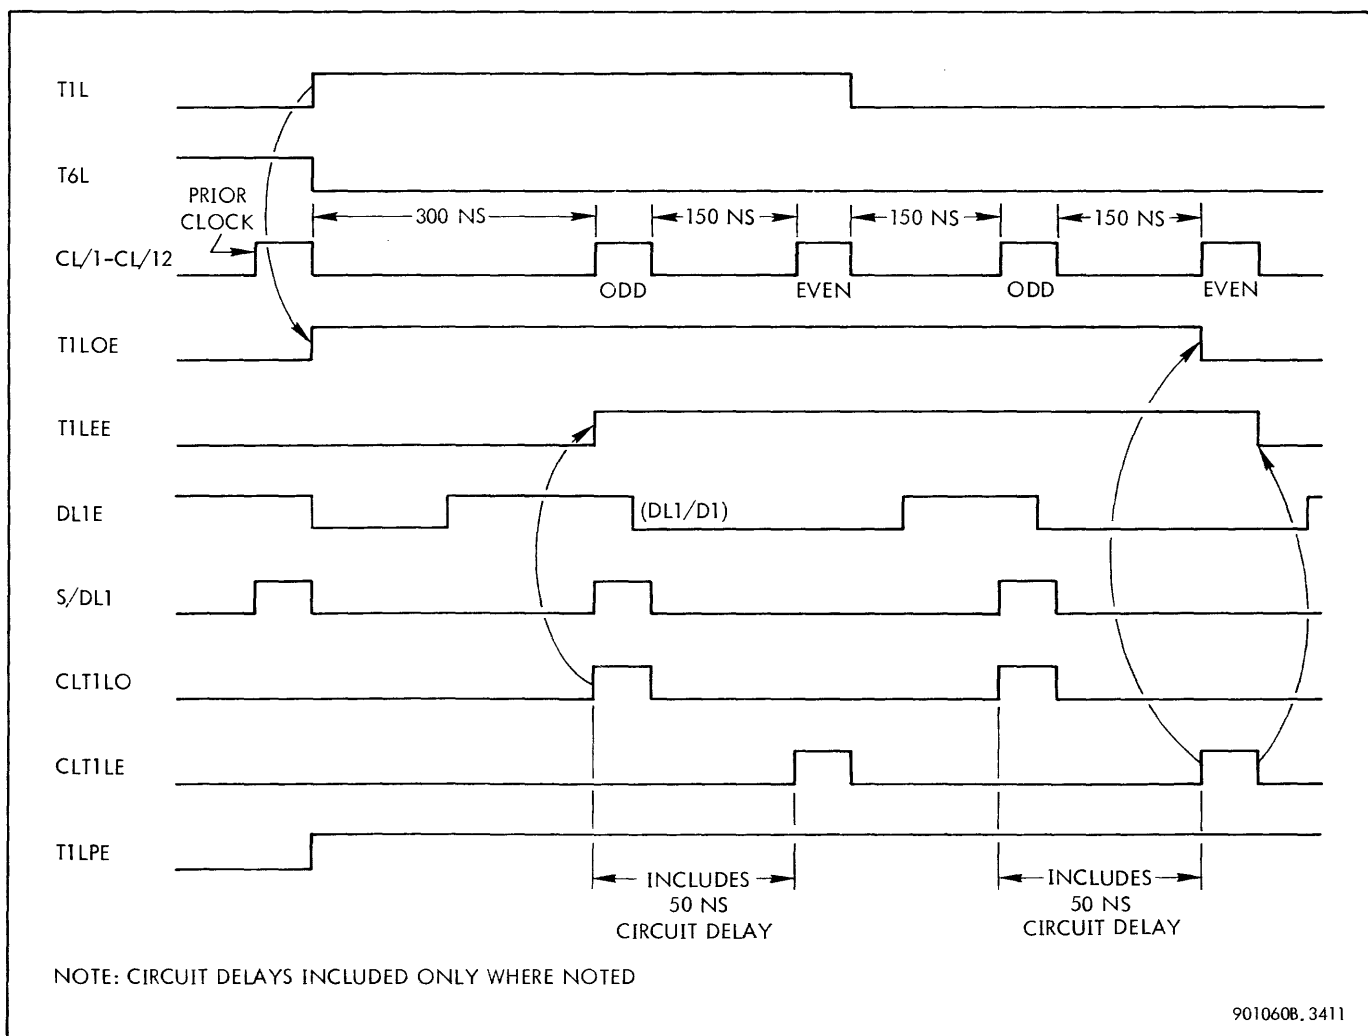 T1L
T6L
PRIOR
CLOCK
300 NS
150 NS
150 NS
150 NS
CL/1-CL/12
ODD
EVEN
ODD
EVEN
T1LOE
T1LEE
DL1E
(DL1/D1)
S/DL1
CLT1LO
CLT1LE
T1LPE
INCLUDES
50 NS
CIRCUIT DELAY
INCLUDES
50 NS
CIRCUIT DELAY
NOTE: CIRCUIT DELAYS INCLUDED ONLY WHERE NOTED
901060B.3411